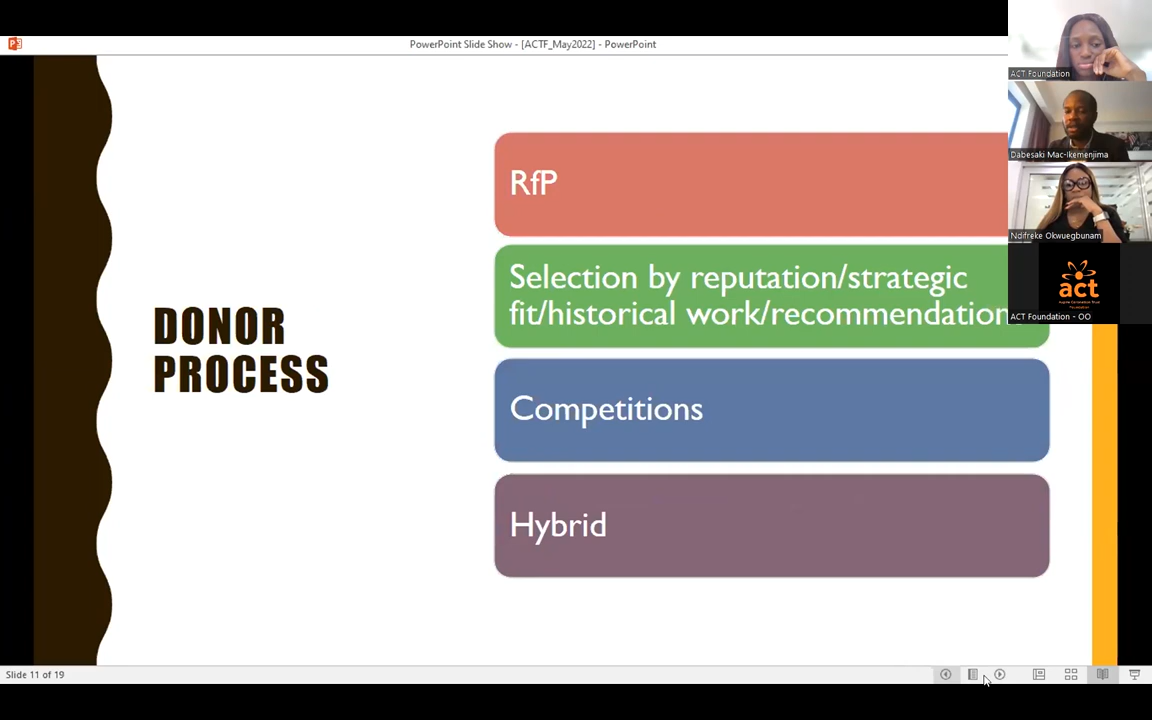 PowerPoint Slide Show - [ACTF_May2022] - PowerPoint
ACT Foundation
Dabesaki Mac-Ikemenjima
Ndifreke Okwuegbunam
act
ACT Foundation - OO
DONOR
PROCESS
RfP
Selection by reputation/strategic
fit/historical work/recommendation
Competitions
Hybrid
Slide 11 of 19